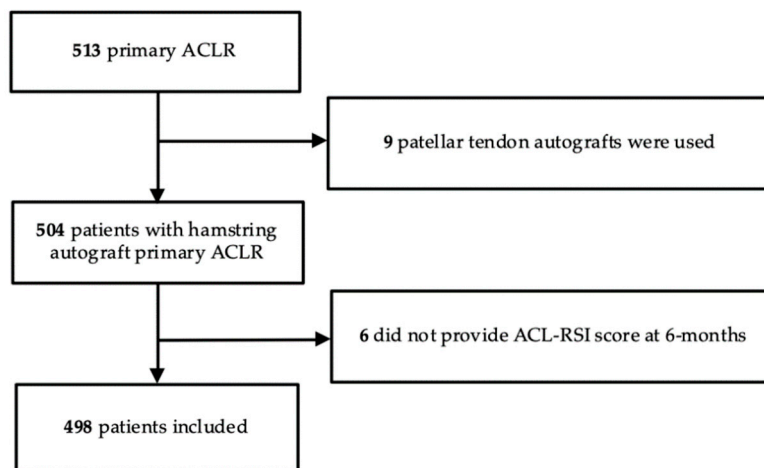 513 primary ACLR
9 patellar tendon autografts were used
504 patients with hamstring
autograft primary ACLR
6 did not provide ACL-RSI score at 6-months
498 patients included